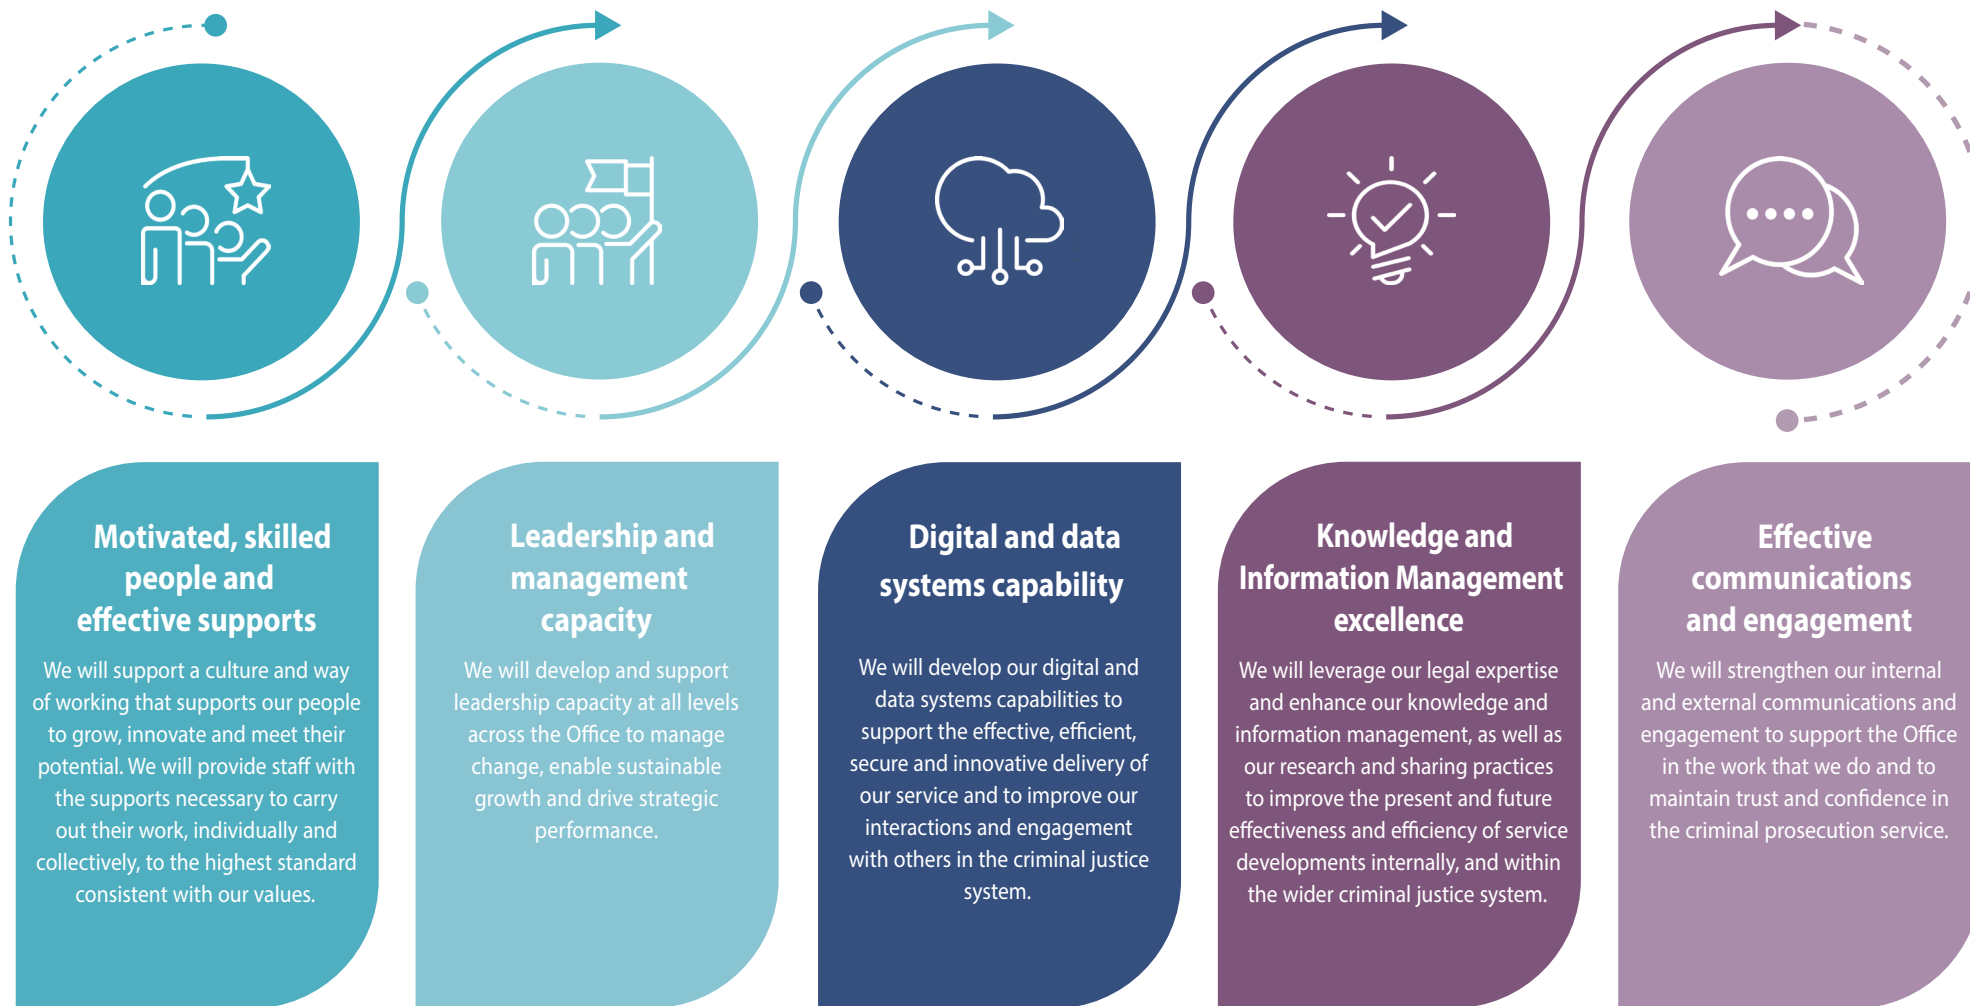 Motivated, skilled
people and
effective supports
We will support a culture and way
of working that supports our people
to grow, innovate and meet their
potential. We will provide staff with
the supports necessary to carry
out their work, individually and
collectively, to the highest standard
consistent with our values.
Leadership and
management
capacity
We will develop and support
leadership capacity at all levels
across the Office to manage
change, enable sustainable
growth and drive strategic
performance.
Digital and data
systems capability
We will develop our digital and
data systems capabilities to
support the effective, efficient,
secure and innovative delivery of
our service and to improve our
interactions and engagement
with others in the criminal justice
system.
Knowledge and
Information Management
excellence
We will leverage our legal expertise
and enhance our knowledge and
information management, as well as
our research and sharing practices
to improve the present and future
effectiveness and efficiency of service
developments internally, and within
the wider criminal justice system.
Effective
communications
and engagement
We will strengthen our internal
and external communications and
engagement to support the Office
in the work that we do and to
maintain trust and confidence in
the criminal prosecution service.